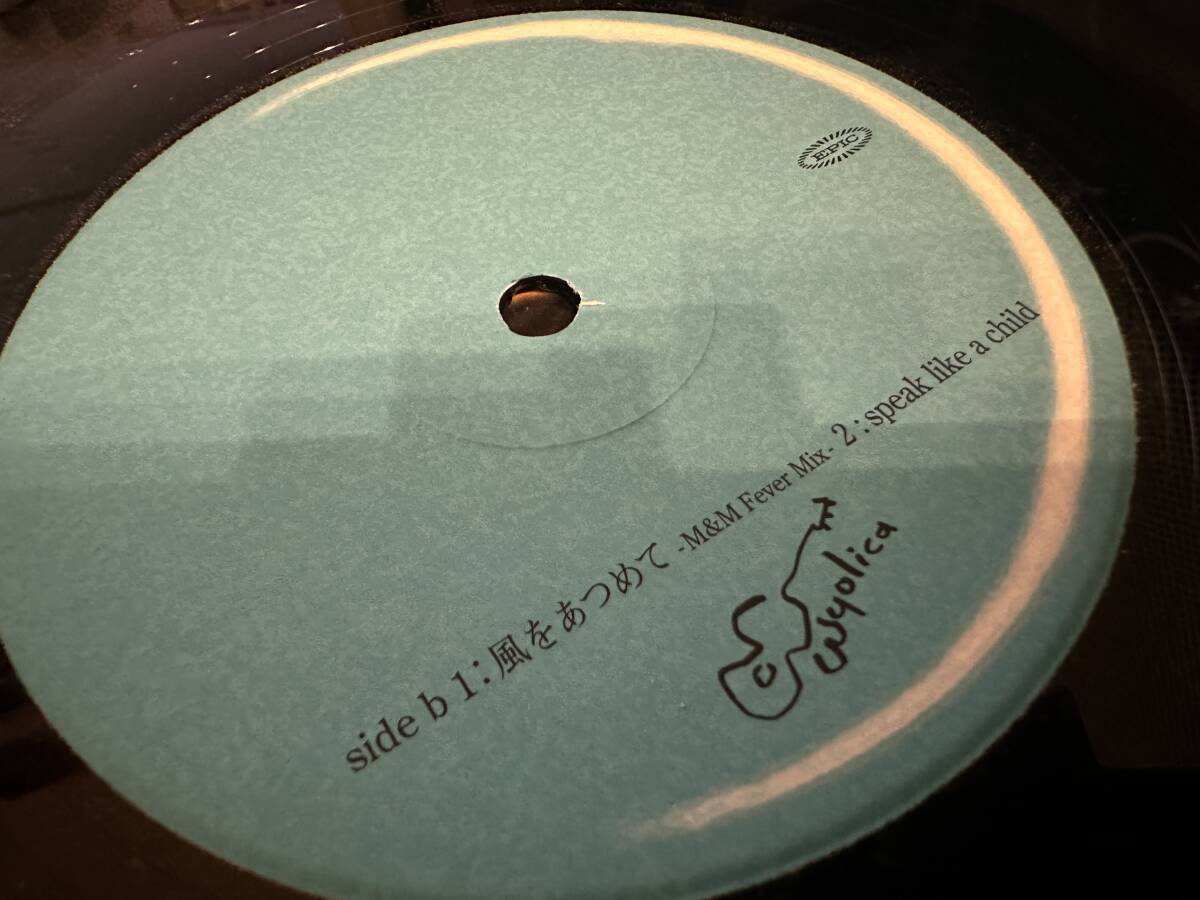 EPIC
side b 1:風をあつめて -M&M Fever Mix- 2:speak like a child
wyolica